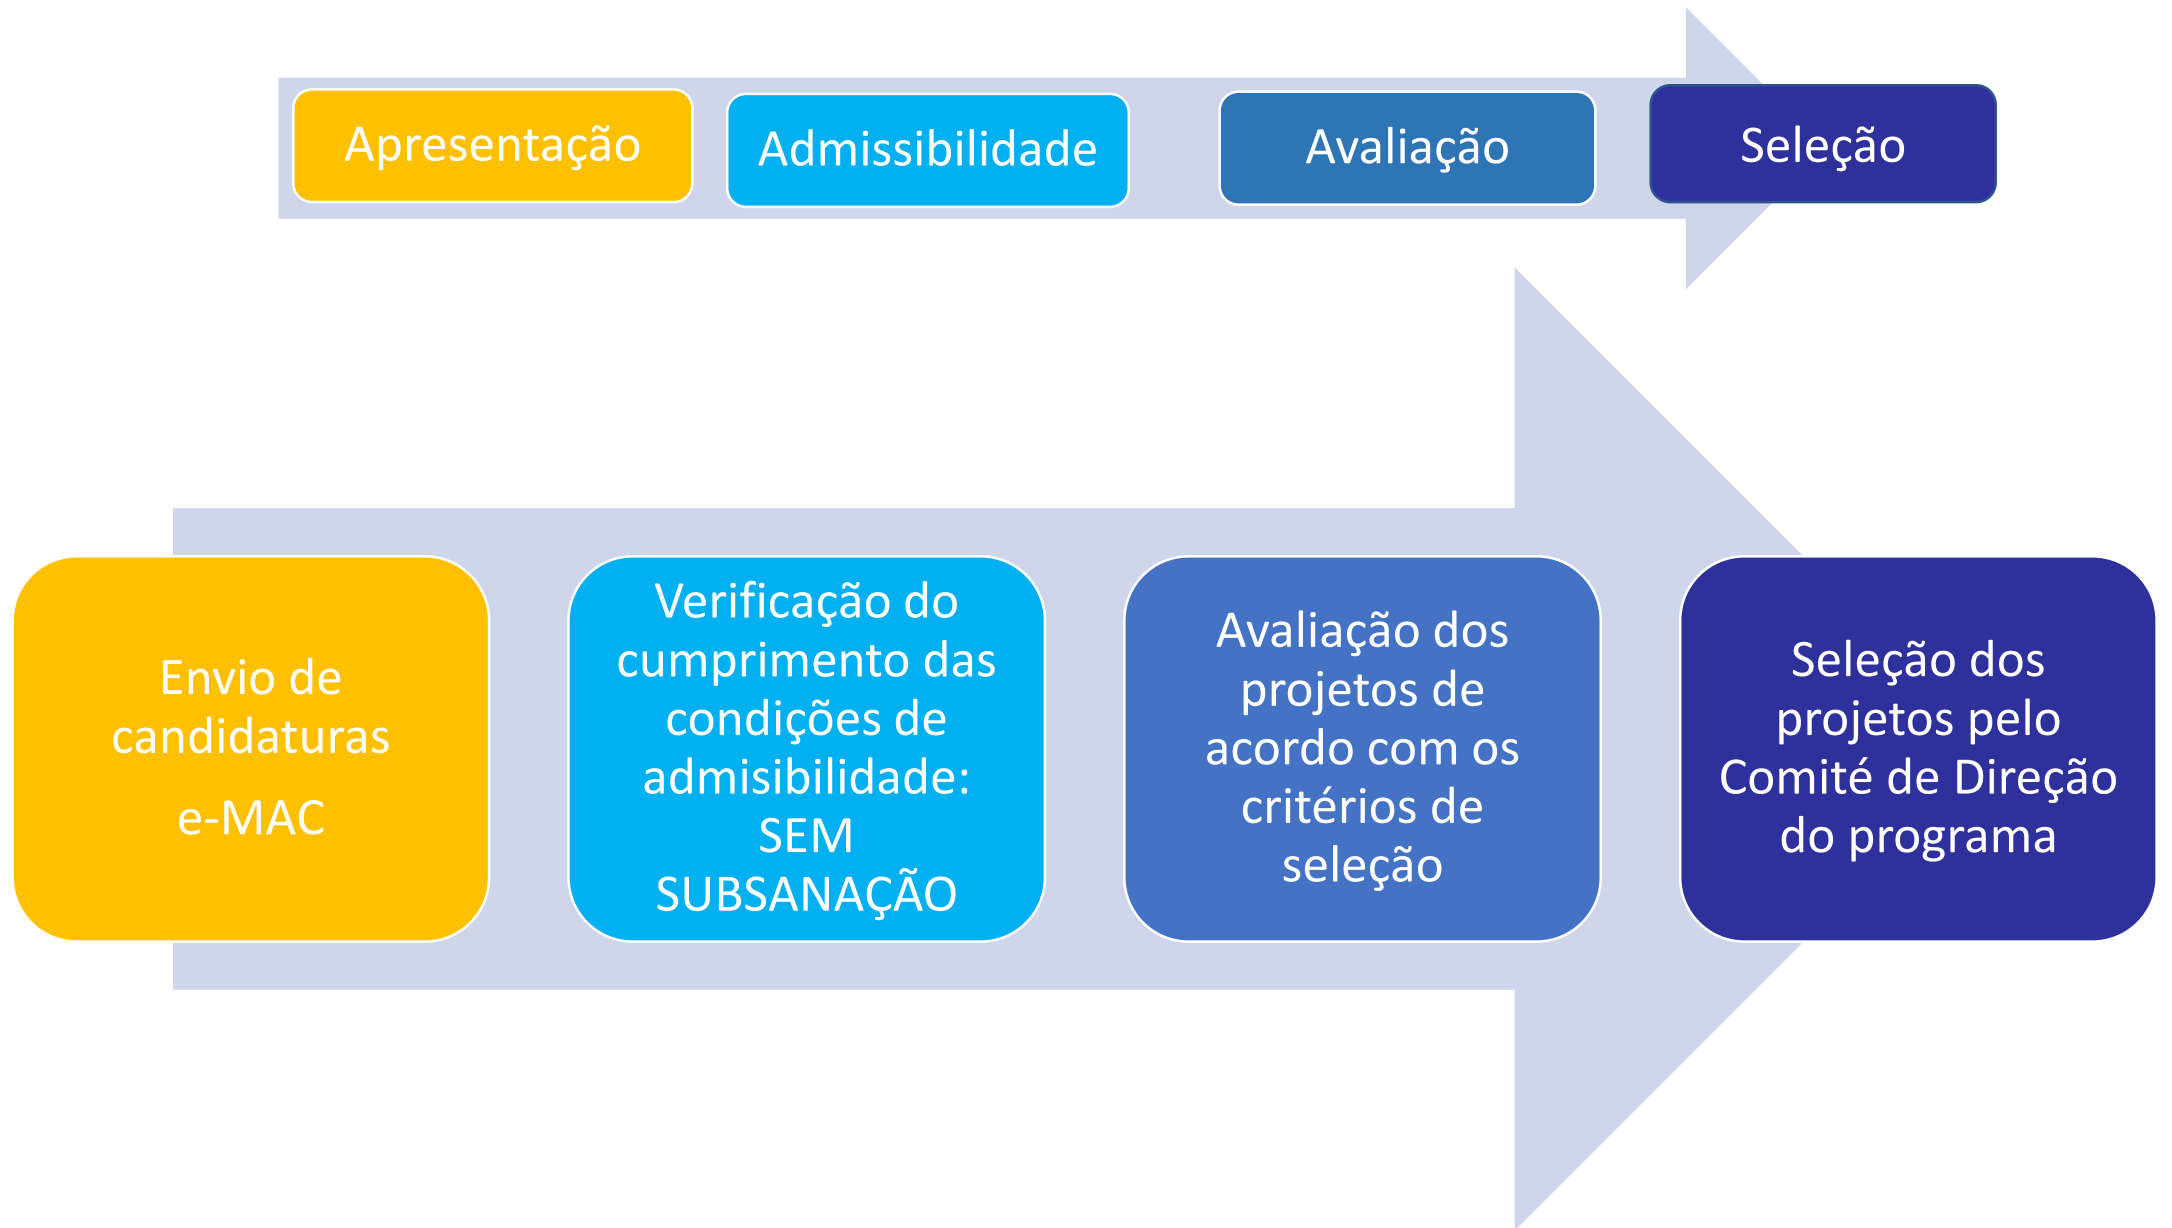 Apresentação
Admissibilidade
Avaliação
Seleção
Envio de
candidaturas
e-MAC
Verificação do
cumprimento das
condições de
admisibilidade:
SEM
SUBSANAÇÃO
Avaliação dos
projetos de
acordo com os
critérios de
seleção
Seleção dos
projetos pelo
Comité de Direção
do programa